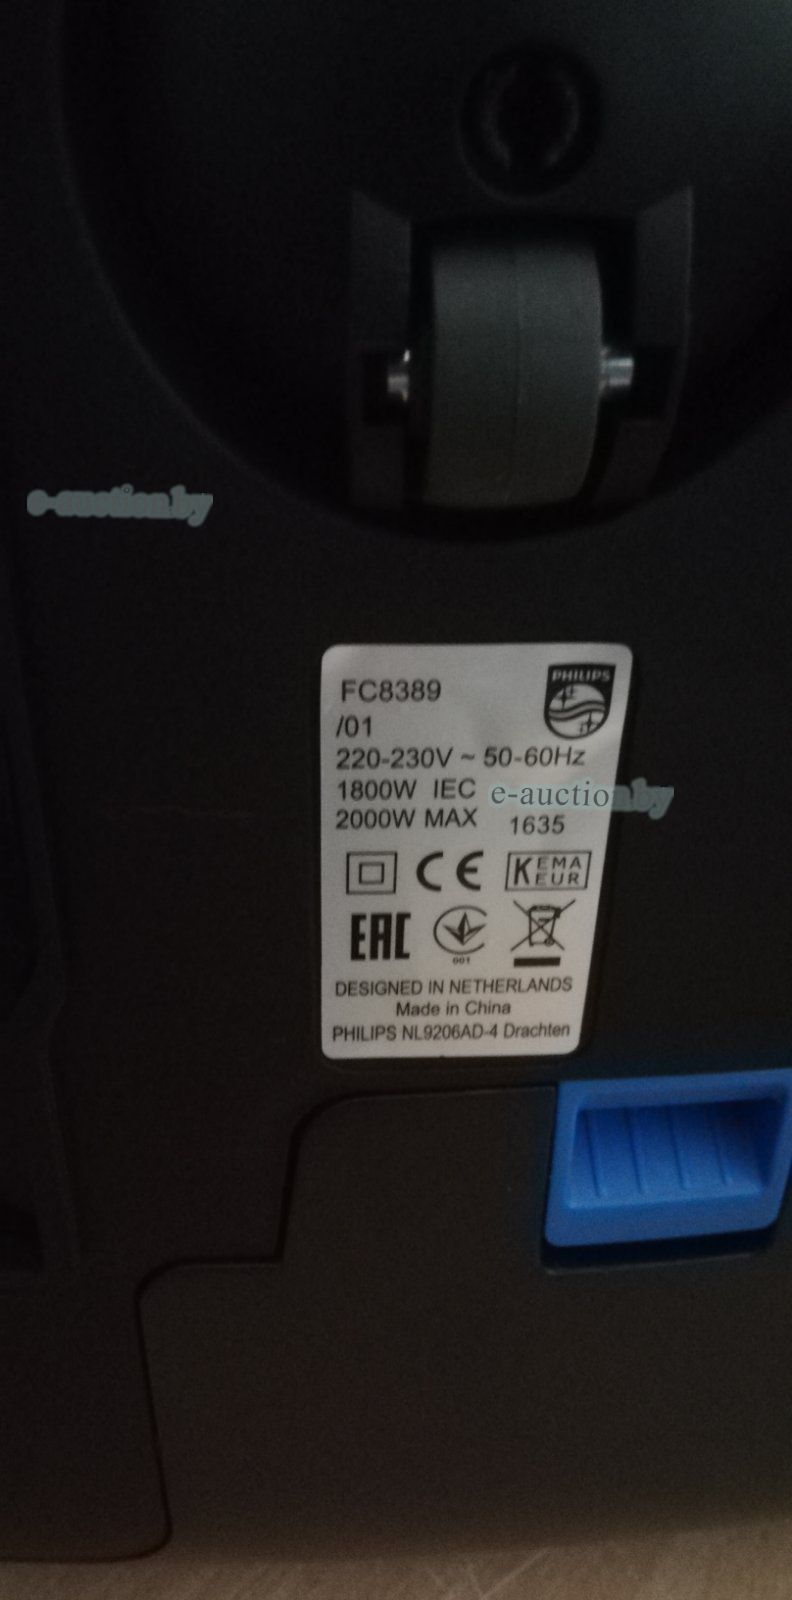 e-auction.by
FC8389
PHILIPS
/01
220-230V ~ 50-60Hz
1800W IEC
e-auction.by
2000W MAX 1635
CE
KEMA
EUR
EAC
001
DESIGNED IN NETHERLANDS
Made in China
PHILIPS NL9206AD-4 Drachten